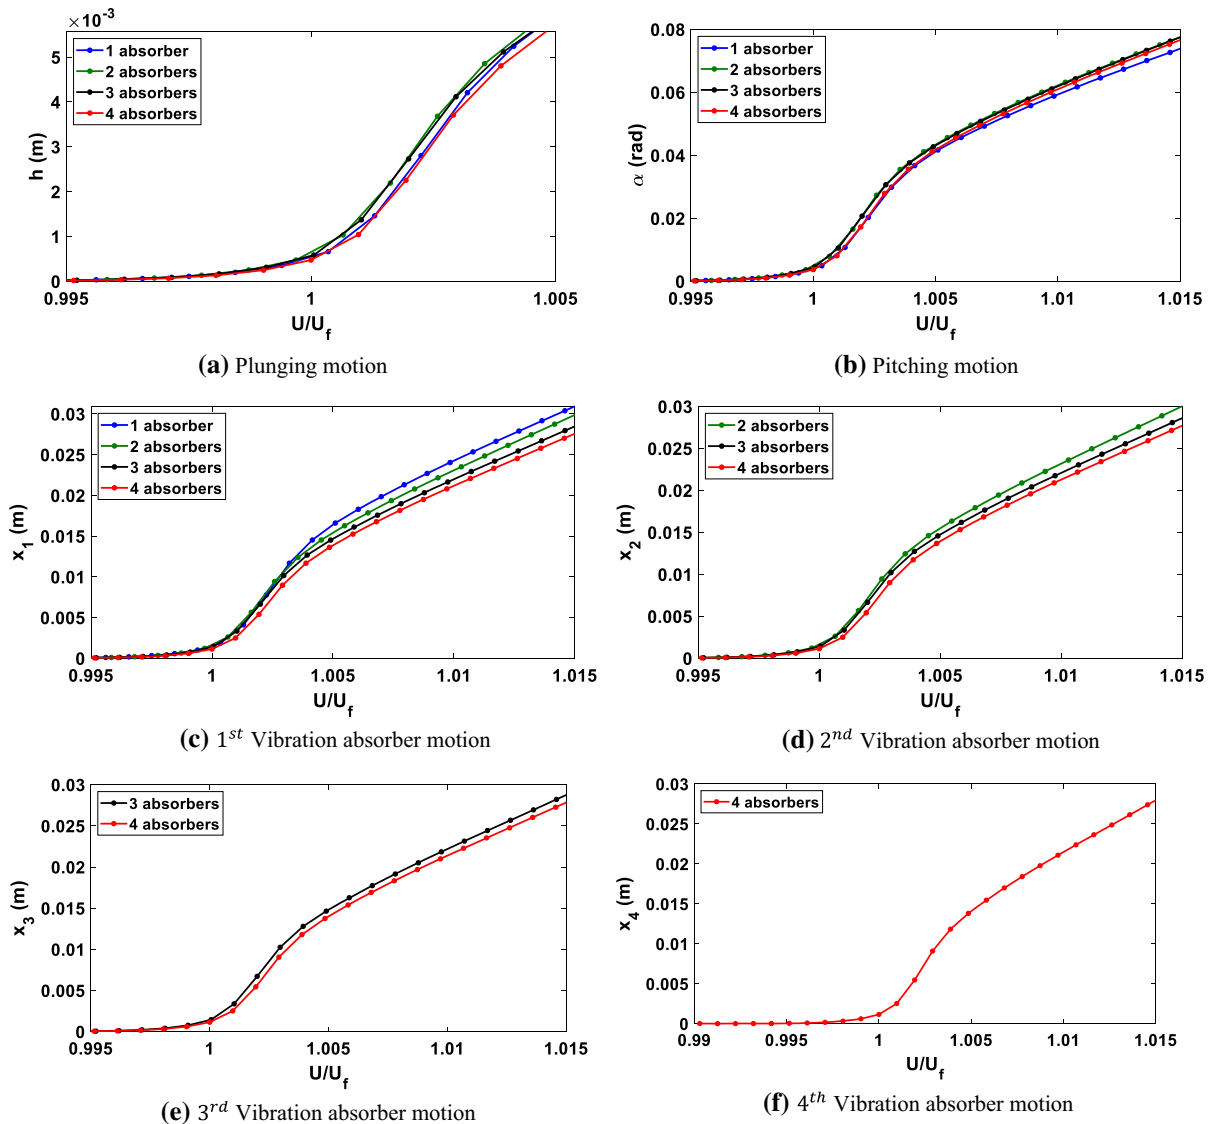 ×10⁻³
5
4
3
2
1
0
h (m)
1 absorber
2 absorbers
3 absorbers
4 absorbers
0.995
1
1.005
U/U_f
(a) Plunging motion
0.08
0.06
0.04
0.02
0
α (rad)
1 absorber
2 absorbers
3 absorbers
4 absorbers
0.995
1
1.005
1.01
1.015
U/U_f
(b) Pitching motion
0.03
0.025
0.02
0.015
0.01
0.005
0
x_1 (m)
1 absorber
2 absorbers
3 absorbers
4 absorbers
0.995
1
1.005
1.01
1.015
U/U_f
(c) 1^st Vibration absorber motion
0.03
0.025
0.02
0.015
0.01
0.005
0
x_2 (m)
2 absorbers
3 absorbers
4 absorbers
0.995
1
1.005
1.01
1.015
U/U_f
(d) 2^nd Vibration absorber motion
0.03
0.025
0.02
0.015
0.01
0.005
0
x_3 (m)
3 absorbers
4 absorbers
0.995
1
1.005
1.01
1.015
U/U_f
(e) 3^rd Vibration absorber motion
0.03
0.025
0.02
0.015
0.01
0.005
0
x_4 (m)
4 absorbers
0.99
0.995
1
1.005
1.01
1.015
U/U_f
(f) 4^th Vibration absorber motion